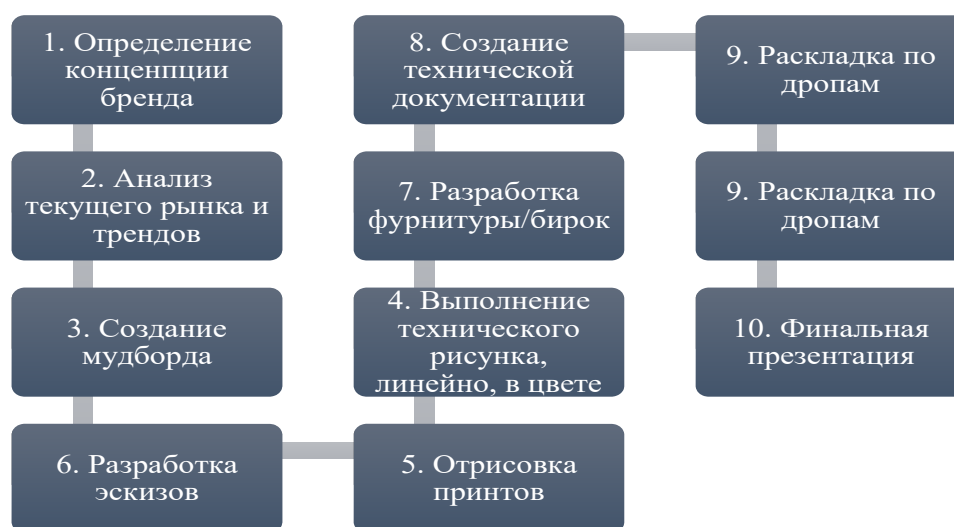 1. Определение
концепции
бренда
2. Анализ
текущего рынка и
трендов
3. Создание
мудборда
6. Разработка
эскизов
5. Отрисовка
принтов
4. Выполнение
технического
рисунка,
линейно, в цвете
7. Разработка
фурнитуры/бирок
8. Создание
технической
документации
9. Раскладка по
дропам
9. Раскладка по
дропам
10. Финальная
презентация